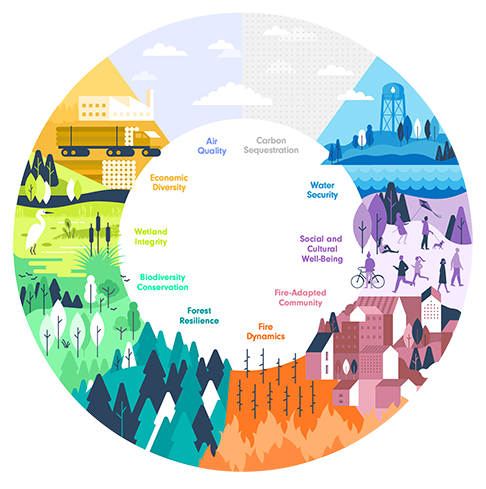 Air
Quality
Carbon
Sequestration
Water
Security
Social and
Cultural
Well-Being
Fire-Adapted
Community
Fire
Dynamics
Forest
Resilience
Biodiversity
Conservation
Wetland
Integrity
Economic
Diversity